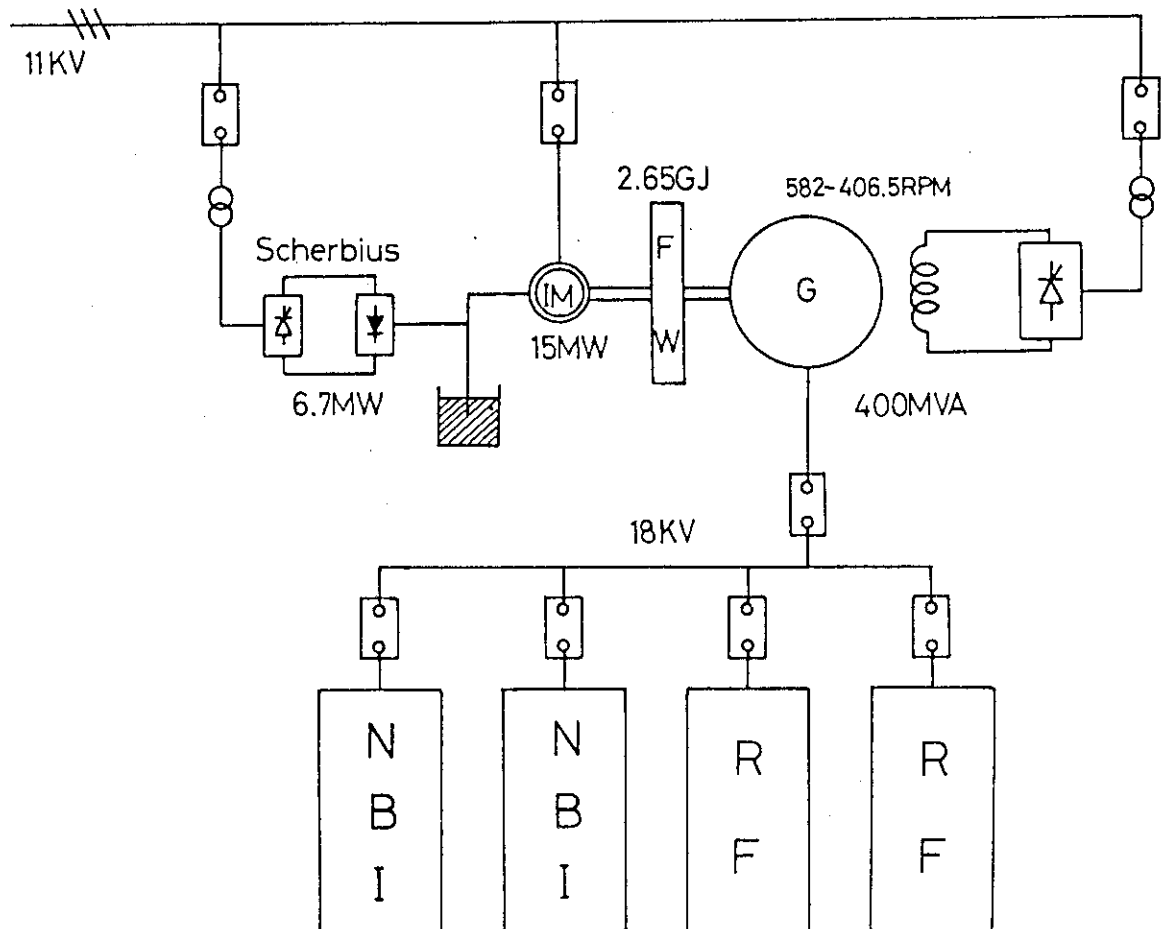 11KV
2.65GJ
582-406.5RPM
Scherbius
F
W
IM
G
15MW
6.7MW
400MVA
18KV
N
B
I
N
B
I
R
F
R
F